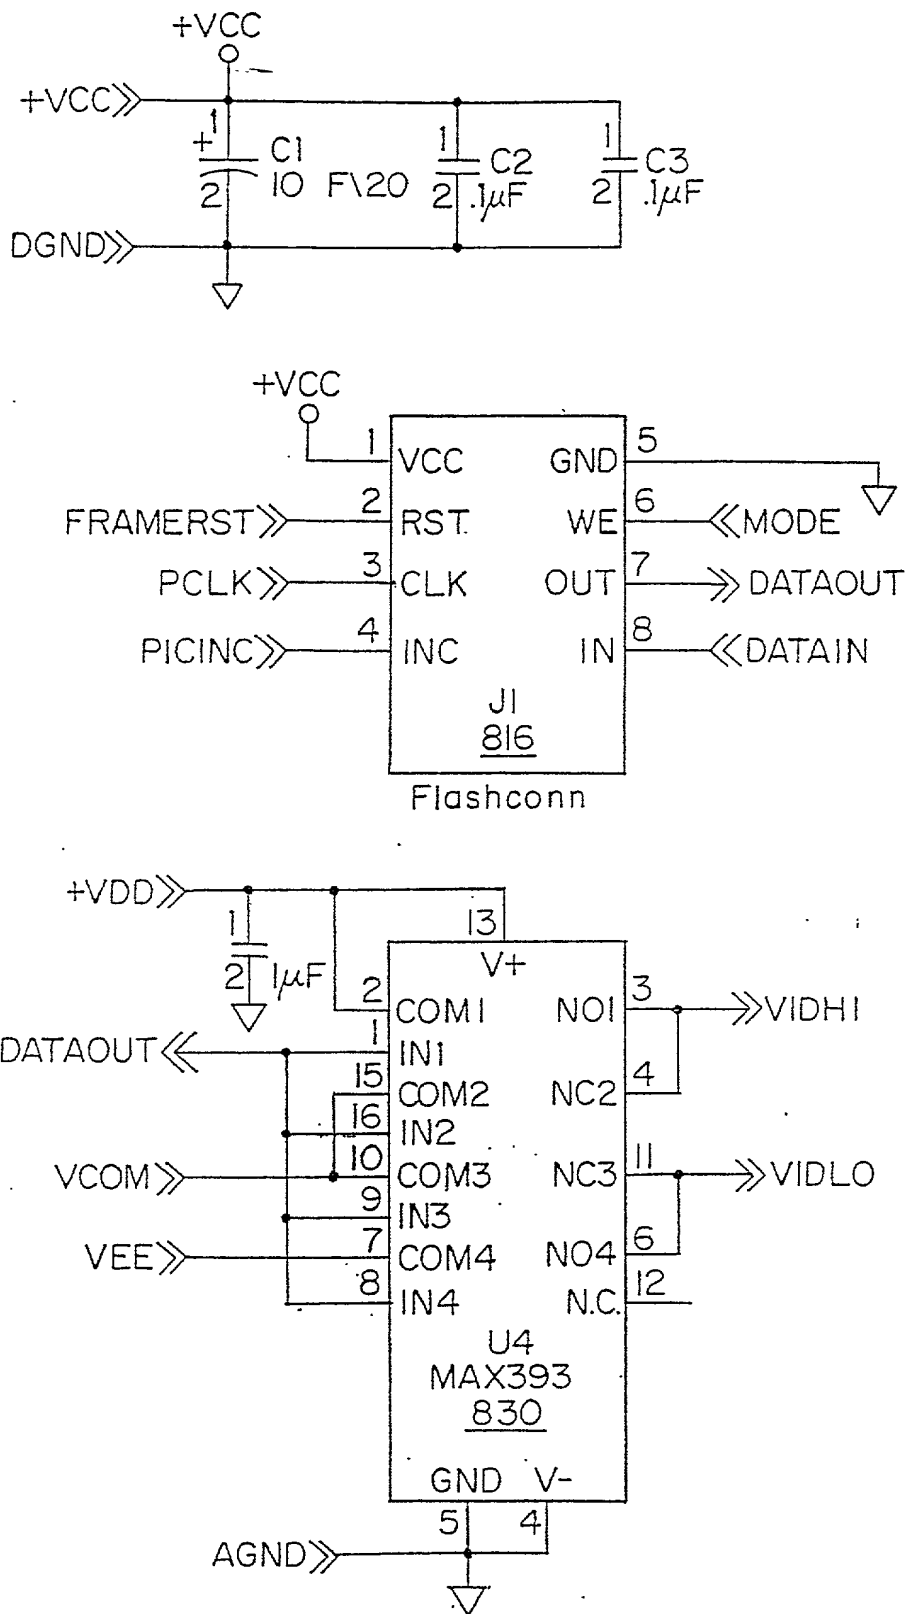 +VCC
+VCC
1
+
C1
10 F\20
2
1
C2
2
.1µF
1
C3
2
.1µF
DGND
+VCC
1
VCC
GND
5
FRAMERST
2
RST
WE
6
MODE
PCLK
3
CLK
OUT
7
DATAOUT
PICINC
4
INC
IN
8
DATAIN
J1
816
Flashconn
+VDD
1
2
1µF
13
V+
2
COM1
NO1
3
VIDHI
DATAOUT
1
IN1
15
COM2
NC2
4
16
IN2
VCOM
10
COM3
NC3
11
VIDLO
9
IN3
VEE
7
COM4
NO4
6
8
IN4
N.C.
12
U4
MAX393
830
GND V-
5
4
AGND